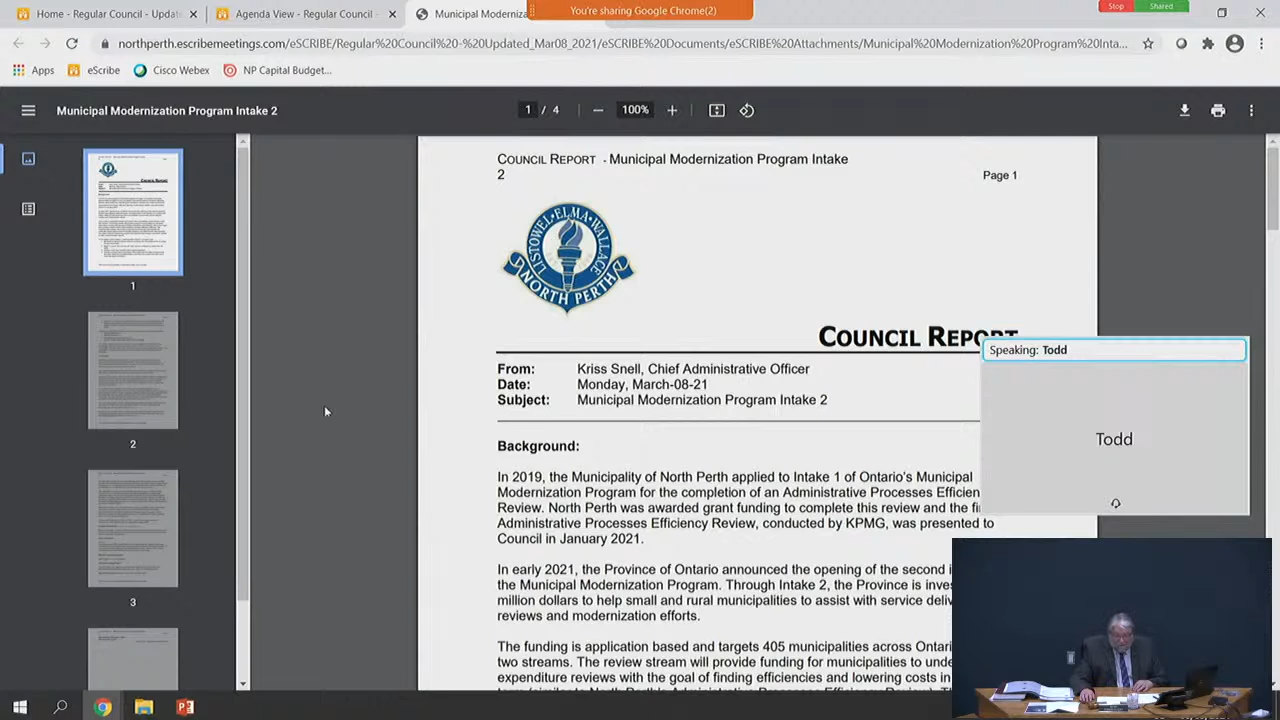 Home - Regular Council - Updat
Agenda View - Regular Council -
Municipal Moderniza
You're sharing Google Chrome(2)
Stop
Shared
northperth.escribemeetings.com/eSCRIBE/Regular%20Council%20-%20Updated_Mar08_2021/eSCRIBE%20Documents/eSCRIBE%20Attachments/Municipal%20Modernization%20Program%20Inta...
Apps
eScribe
Cisco Webex
NP Capital Budget...
Municipal Modernization Program Intake 2
1 / 4
100%
1
2
3
COUNCIL REPORT - Municipal Modernization Program Intake
2
Page 1
LISTOWEL·ELMA·WALLACE
NORTH PERTH
COUNCIL REPORT
From: Kriss Snell, Chief Administrative Officer
Date: Monday, March-08-21
Subject: Municipal Modernization Program Intake 2
Background:
In 2019, the Municipality of North Perth applied to Intake 1 of Ontario's Municipal
Modernization Program for the completion of an Administrative Processes Efficien
Review. North Perth was awarded grant funding to complete this review and the fi
Administrative Processes Efficiency Review, conducted by KPMG, was presented to
Council in January 2021.
In early 2021, the Province of Ontario announced the opening of the second i
the Municipal Modernization Program. Through Intake 2, the Province is inves
million dollars to help small and rural municipalities to assist with service deliv
reviews and modernization efforts.
The funding is application based and targets 405 municipalities across Ontari
two streams. The review stream will provide funding for municipalities to unde
expenditure reviews with the goal of finding efficiencies and lowering costs in
Speaking: Todd
Todd